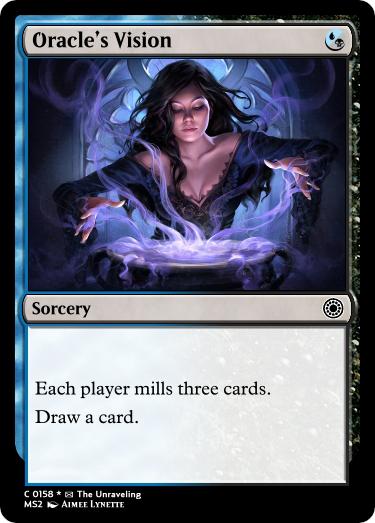 Oracle's Vision
Sorcery
Each player mills three cards.
Draw a card.
C 0158 * The Unraveling
MS2 Aimee Lynette